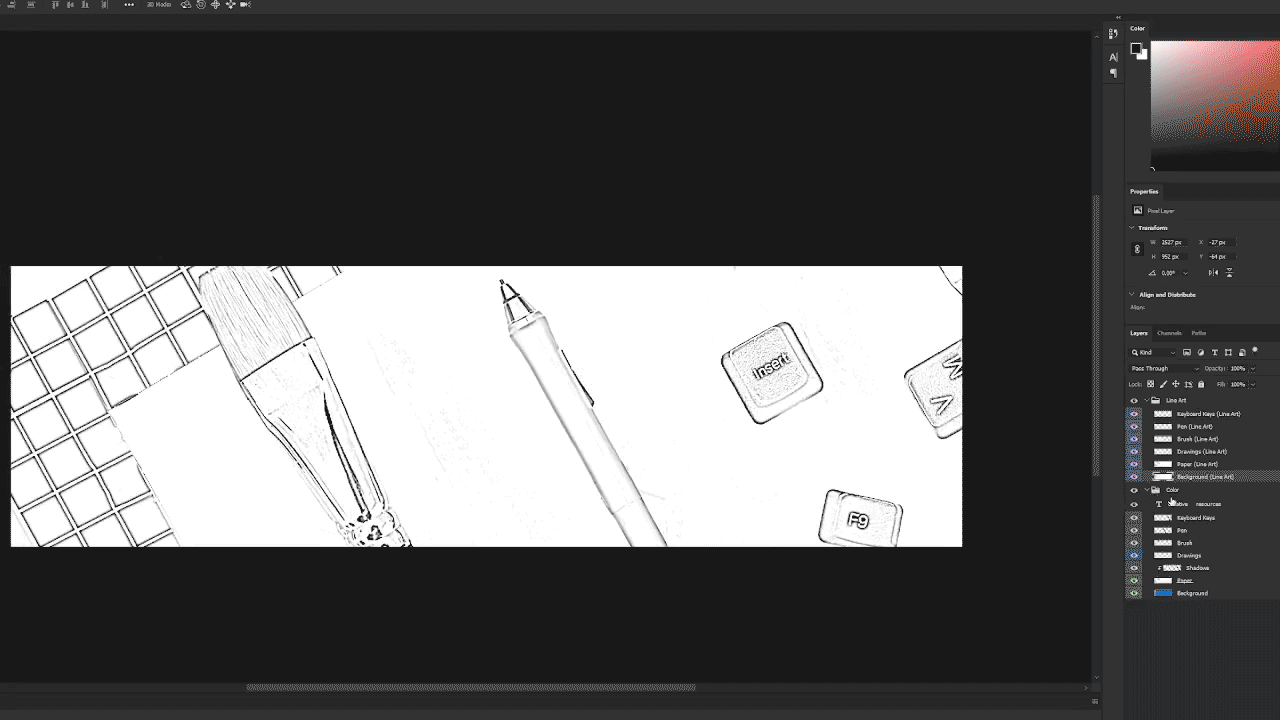 3D Mode:
Color
Properties
Pixel Layer
Transform
W 2527 px X -27 px
H 952 px Y -64 px
0.00°
Align and Distribute
Align:
Layers Channels Paths
Kind
Pass Through Opacity: 100%
Lock: Fill: 100%
Line Art
Keyboard Keys (Line Art)
Pen (Line Art)
Brush (Line Art)
Drawings (Line Art)
Paper (Line Art)
Background (Line Art)
Color
resources
Keyboard Keys
Pen
Brush
Drawings
Shadows
Paper
Background
Insert
F9